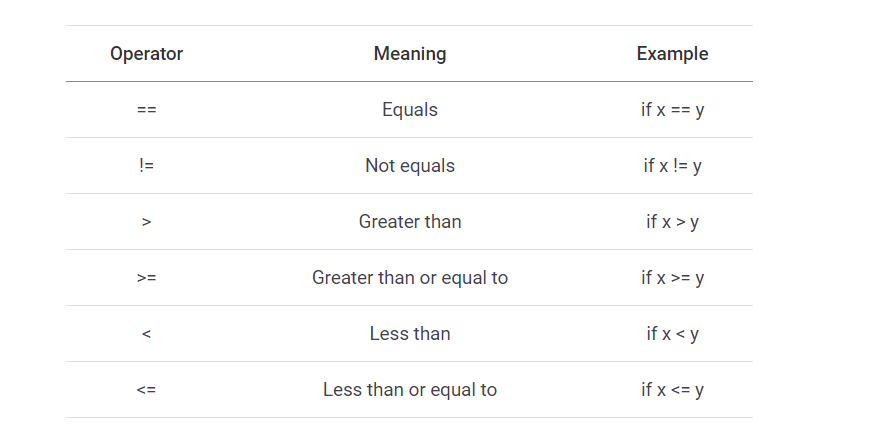 Operator Meaning Example
== Equals if x == y
!= Not equals if x != y
> Greater than if x > y
>= Greater than or equal to if x >= y
< Less than if x < y
<= Less than or equal to if x <= y